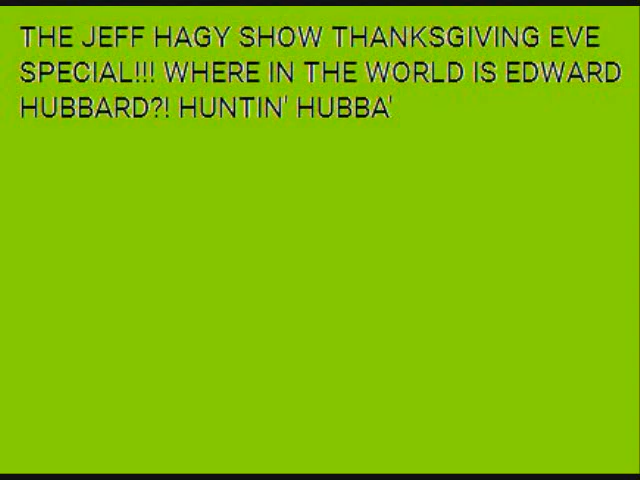 THE JEFF HAGY SHOW THANKSGIVING EVE
SPECIAL!!! WHERE IN THE WORLD IS EDWARD
HUBBARD?! HUNTIN' HUBBA'